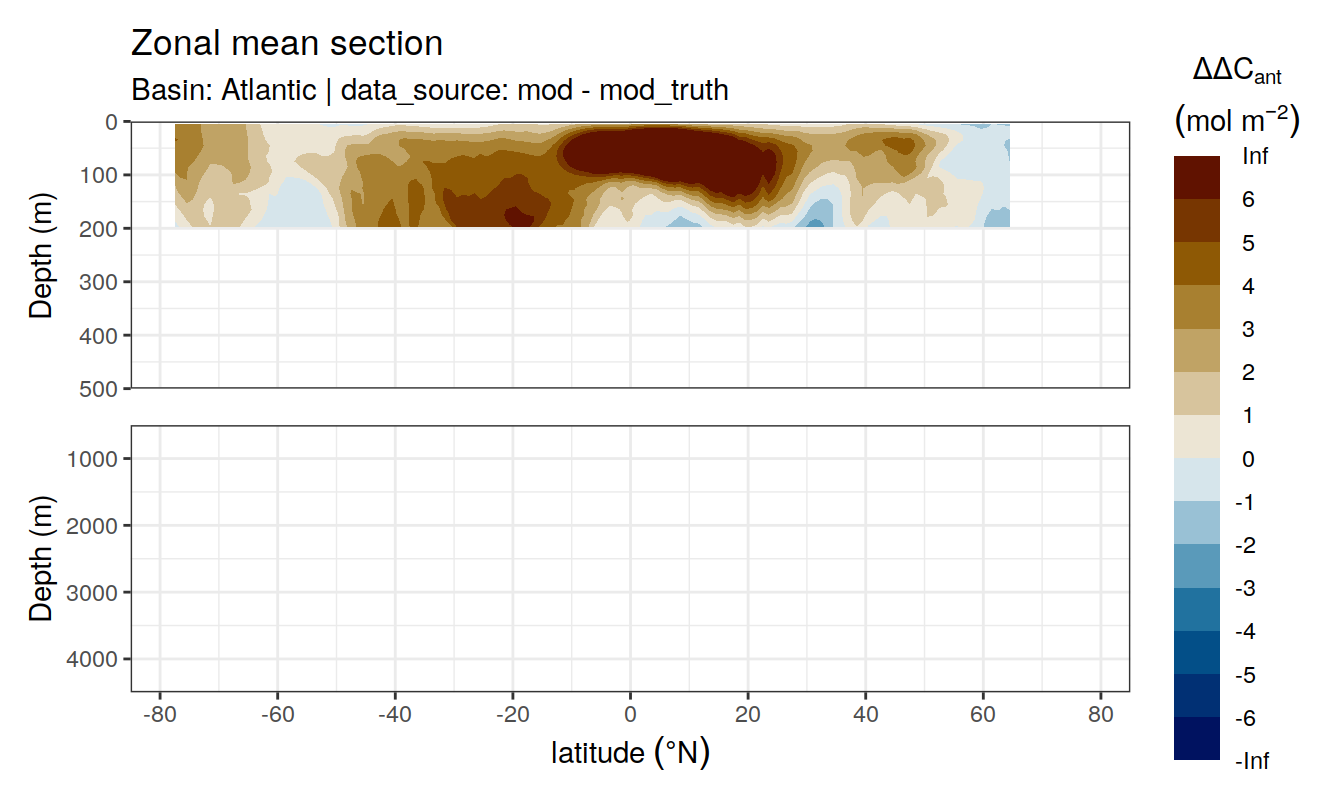 Zonal mean section
Basin: Atlantic | data_source: mod - mod_truth
ΔΔCant
(mol m−2)
Inf
6
5
4
3
2
1
0
-1
-2
-3
-4
-5
-6
-Inf
Depth (m)
0
100
200
300
400
500
Depth (m)
1000
2000
3000
4000
-80 -60 -40 -20 0 20 40 60 80
latitude (°N)